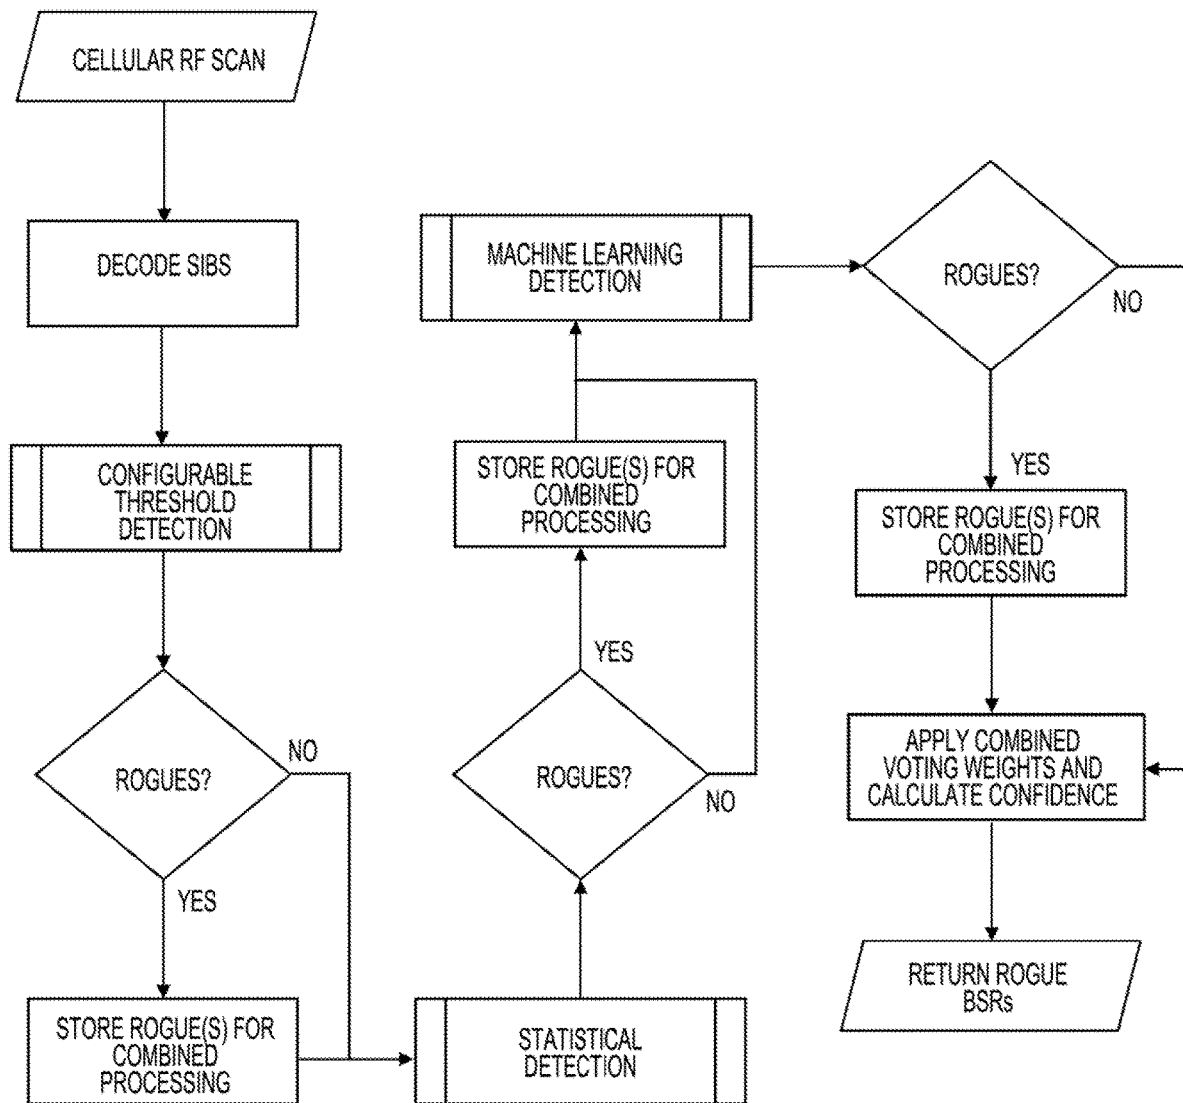 CELLULAR RF SCAN
DECODE SIBS
CONFIGURABLE
THRESHOLD
DETECTION
ROGUES?
NO
YES
STORE ROGUE(S) FOR
COMBINED
PROCESSING
STATISTICAL
DETECTION
ROGUES?
NO
YES
STORE ROGUE(S) FOR
COMBINED
PROCESSING
MACHINE LEARNING
DETECTION
ROGUES?
NO
YES
STORE ROGUE(S) FOR
COMBINED
PROCESSING
APPLY COMBINED
VOTING WEIGHTS AND
CALCULATE CONFIDENCE
RETURN ROGUE
BSRs